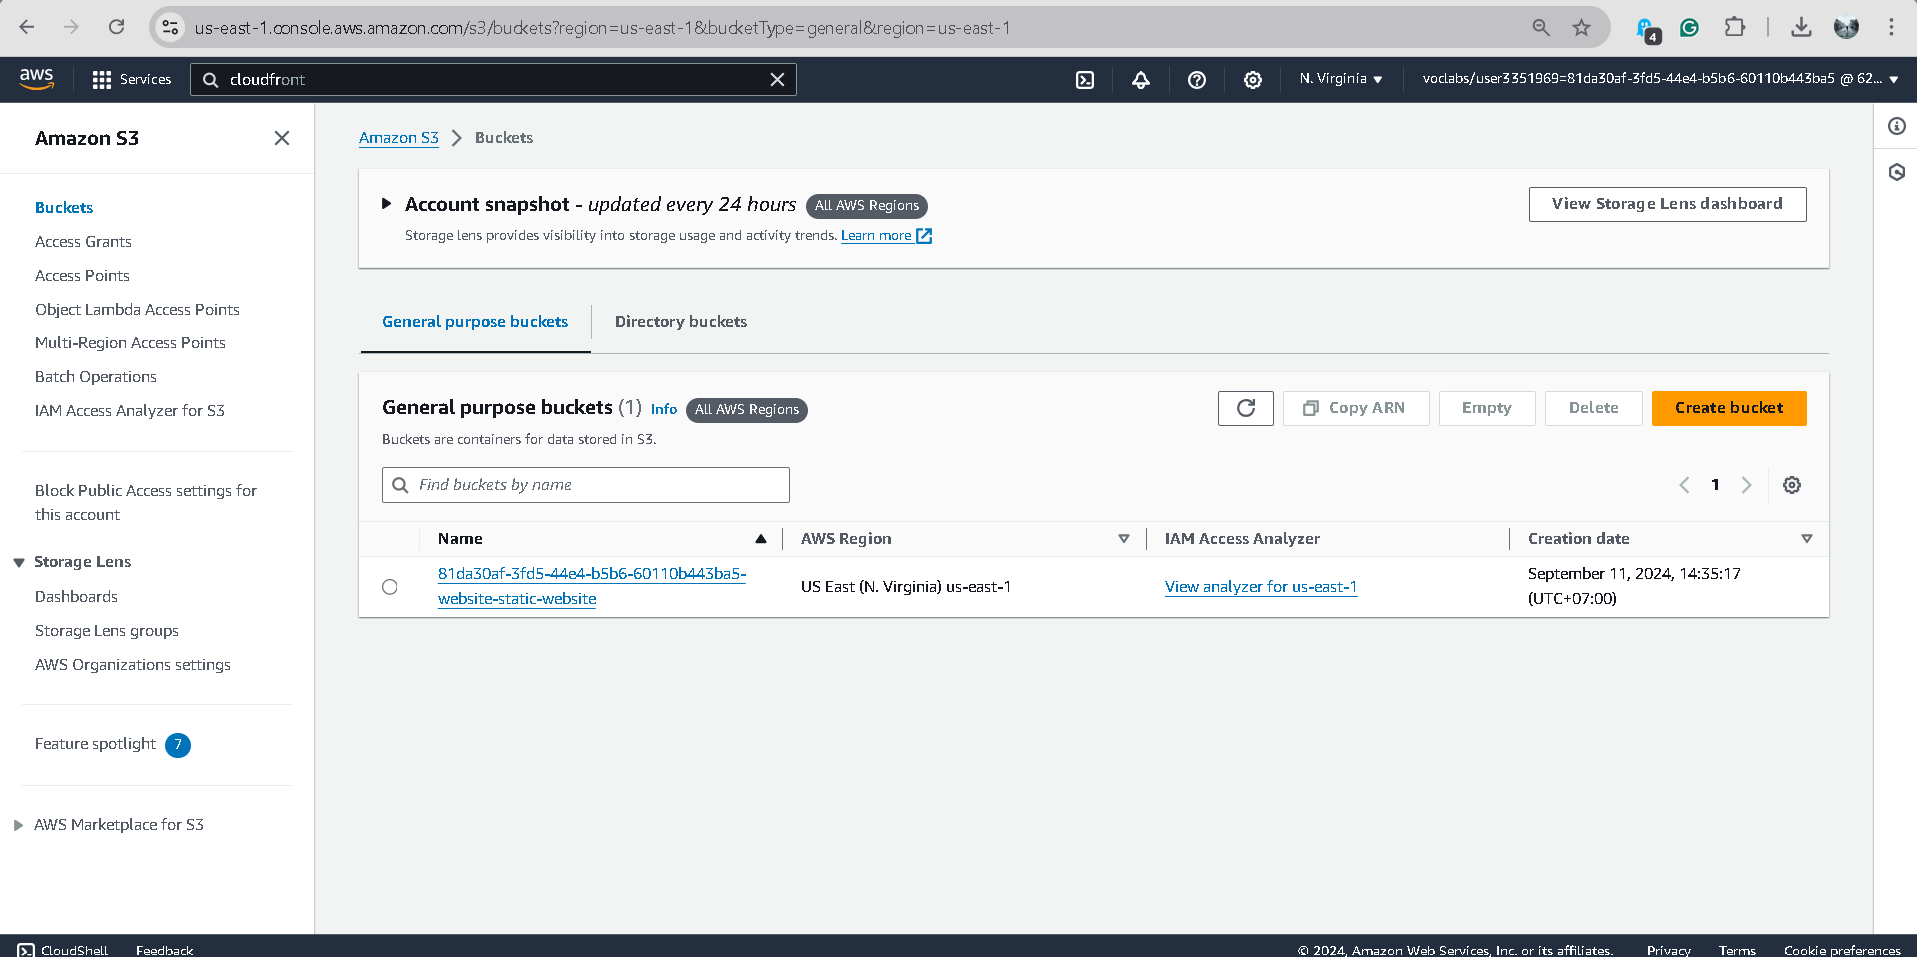 us-east-1.console.aws.amazon.com/s3/buckets?region=us-east-1&bucketType=general&region=us-east-1
4
aws
Services
cloudfront
N. Virginia
voclabs/user3351969=81da30af-3fd5-44e4-b5b6-60110b443ba5 @ 62...
Amazon S3
Buckets
Access Grants
Access Points
Object Lambda Access Points
Multi-Region Access Points
Batch Operations
IAM Access Analyzer for S3
Block Public Access settings for
this account
Storage Lens
Dashboards
Storage Lens groups
AWS Organizations settings
Feature spotlight 7
AWS Marketplace for S3
Amazon S3 > Buckets
Account snapshot - updated every 24 hours All AWS Regions
View Storage Lens dashboard
Storage lens provides visibility into storage usage and activity trends. Learn more
General purpose buckets
Directory buckets
General purpose buckets (1) Info All AWS Regions
Copy ARN
Empty
Delete
Create bucket
Buckets are containers for data stored in S3.
Find buckets by name
1
Name
AWS Region
IAM Access Analyzer
Creation date
81da30af-3fd5-44e4-b5b6-60110b443ba5-
website-static-website
US East (N. Virginia) us-east-1
View analyzer for us-east-1
September 11, 2024, 14:35:17
(UTC+07:00)
CloudShell
Feedback
© 2024, Amazon Web Services, Inc. or its affiliates.
Privacy
Terms
Cookie preferences